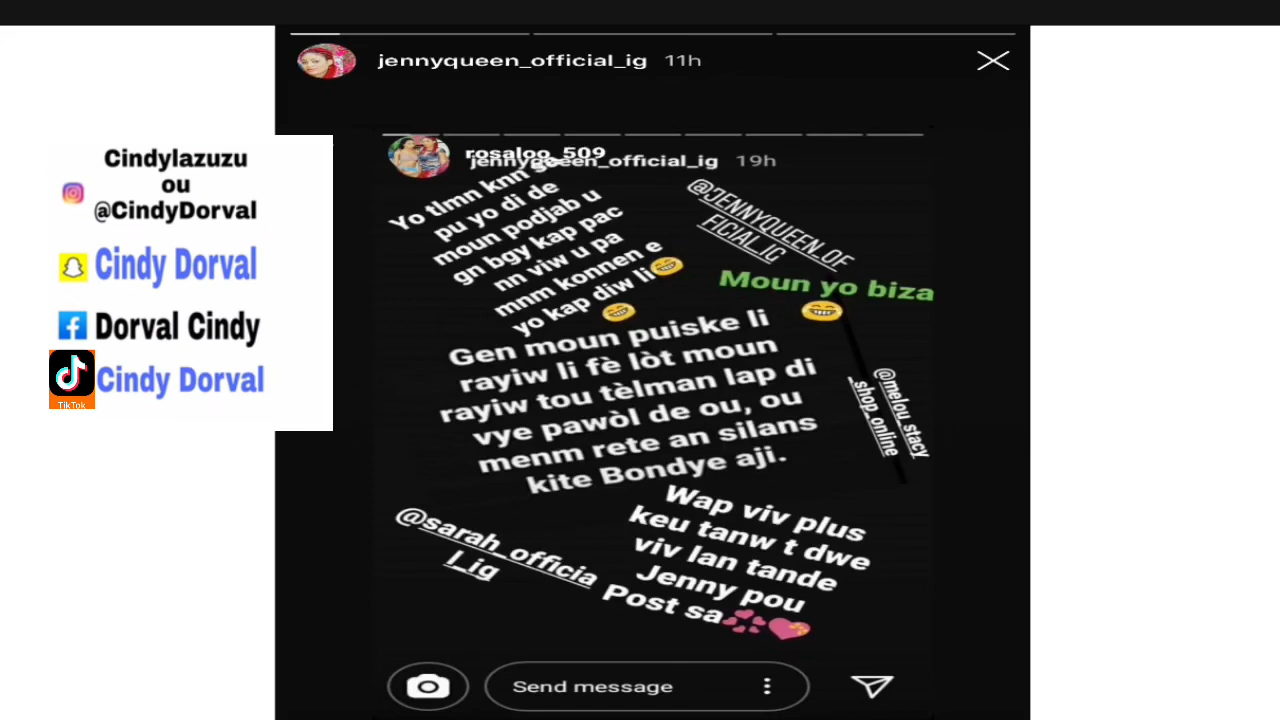 jennyqueen_official_ig 11h
rosaloo_509
jennyqueen_official_ig 19h
Yo tlmn knn
pu yo di de
moun podjab u
gn bgy kap pac
nn viw u pa
mnm konnen e
yo kap diw li😂
😂
@JENNYQUEEN_OF
FICIAL_IG
Moun yo biza
😂
Gen moun puiske li
rayiw li fè lòt moun
rayiw tou tèlman lap di
vye pawòl de ou, ou
menm rete an silans
kite Bondye aji.
@melou_stacy
_shop_online
@sarah_officia
l_ig
Wap viv plus
keu tanw t dwe
viv lan tande
Jenny pou
Post sa💞💝
Send message
Cindylazuzu
ou
@CindyDorval
Cindy Dorval
Dorval Cindy
Cindy Dorval
TikTok